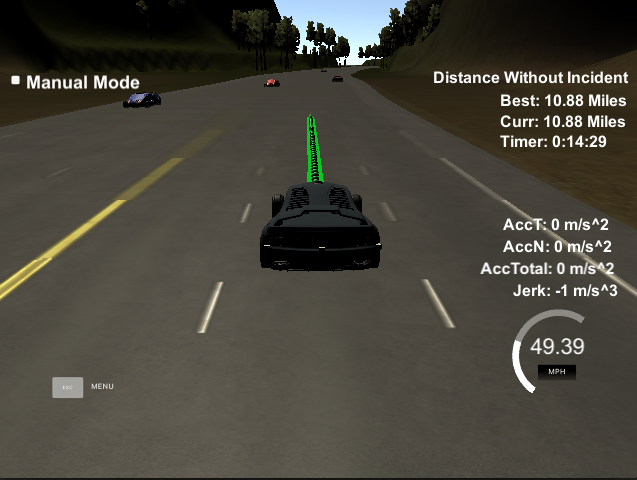 Manual Mode
Distance Without Incident
Best: 10.88 Miles
Curr: 10.88 Miles
Timer: 0:14:29
AccT: 0 m/s^2
AccN: 0 m/s^2
AccTotal: 0 m/s^2
Jerk: -1 m/s^3
49.39
MPH
ESC MENU